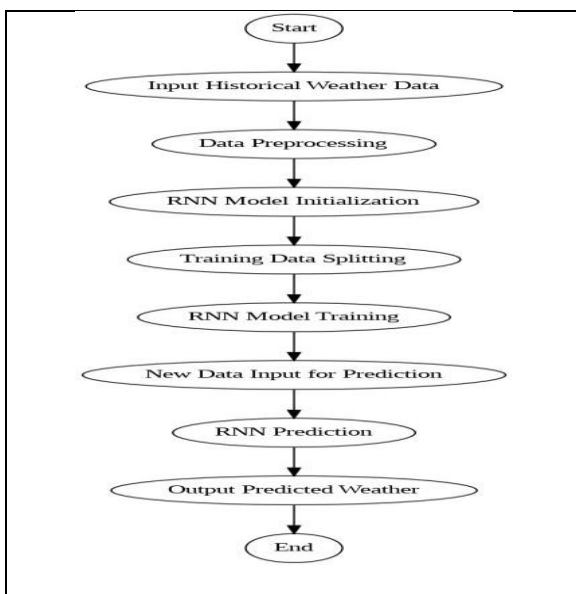 Start
Input Historical Weather Data
Data Preprocessing
RNN Model Initialization
Training Data Splitting
RNN Model Training
New Data Input for Prediction
RNN Prediction
Output Predicted Weather
End